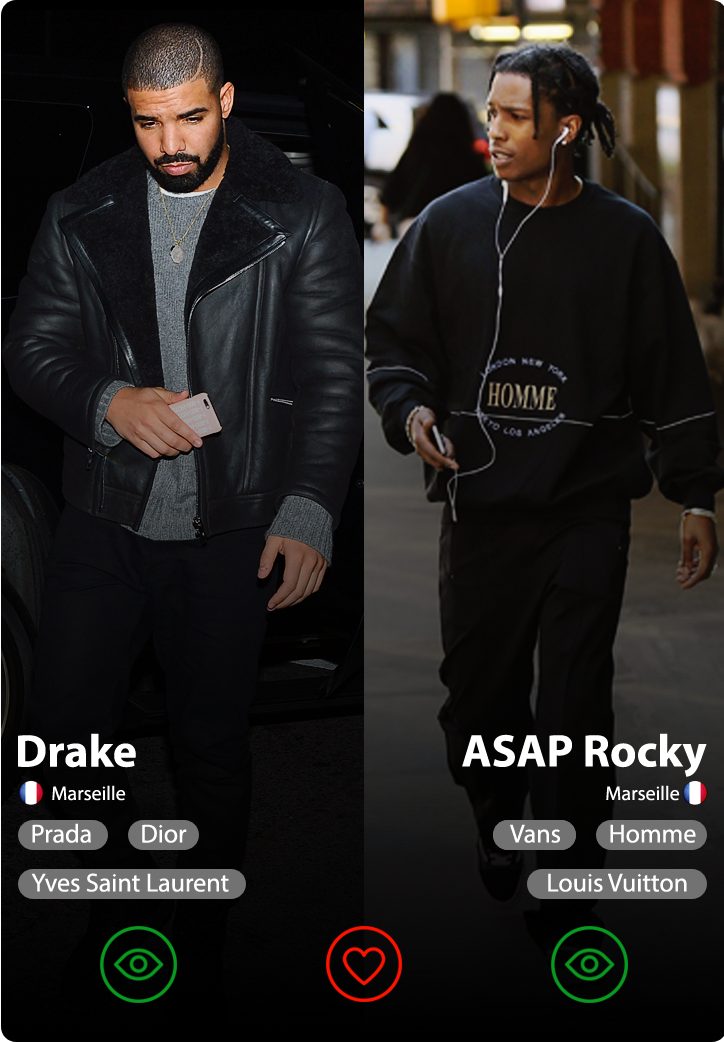 LONDON NEW YORK
HOMME
TOKYO LOS ANGELES
Drake
Marseille
Prada
Dior
Yves Saint Laurent
ASAP Rocky
Marseille
Vans
Homme
Louis Vuitton